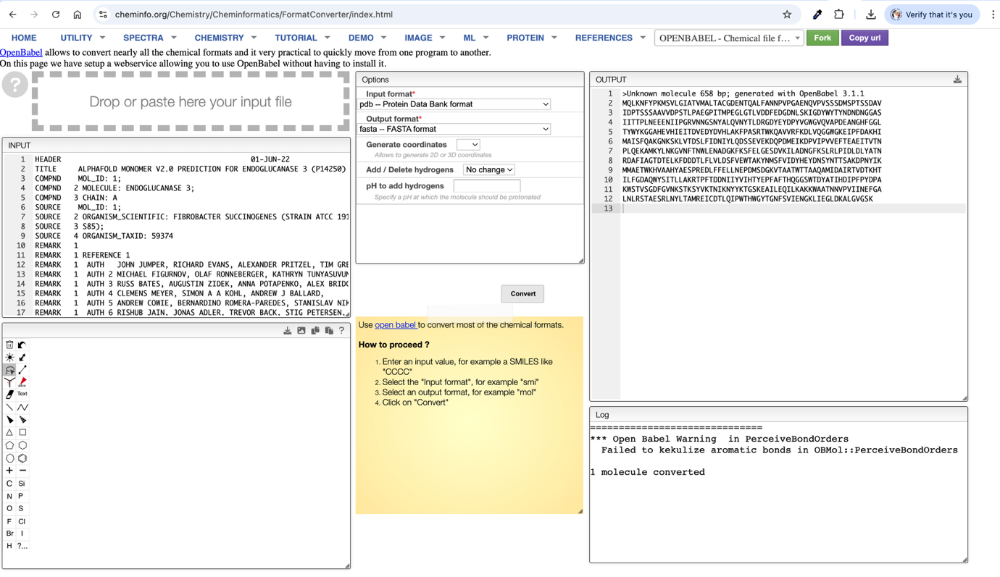 cheminfo.org/Chemistry/Cheminformatics/FormatConverter/index.html
Verify that it's you
HOME UTILITY SPECTRA CHEMISTRY TUTORIAL DEMO IMAGE ML PROTEIN REFERENCES OPENBABEL - Chemical file f... Fork Copy url
OpenBabel allows to convert nearly all the chemical formats and it very practical to quickly move from one program to another.
On this page we have setup a webservice allowing you to use OpenBabel without having to install it.
?
Drop or paste here your input file
INPUT
1 HEADER 01-JUN-22
2 TITLE ALPHAFOLD MONOMER V2.0 PREDICTION FOR ENDOGLUCANASE 3 (P14250)
3 COMPND MOL_ID: 1;
4 COMPND 2 MOLECULE: ENDOGLUCANASE 3;
5 COMPND 3 CHAIN: A
6 SOURCE MOL_ID: 1;
7 SOURCE 2 ORGANISM_SCIENTIFIC: FIBROBACTER SUCCINOGENES (STRAIN ATCC 191
8 SOURCE 3 S85);
9 SOURCE 4 ORGANISM_TAXID: 59374
10 REMARK 1
11 REMARK 1 REFERENCE 1
12 REMARK 1 AUTH JOHN JUMPER, RICHARD EVANS, ALEXANDER PRITZEL, TIM GRE
13 REMARK 1 AUTH 2 MICHAEL FIGURNOV, OLAF RONNEBERGER, KATHRYN TUNYASUVUN
14 REMARK 1 AUTH 3 RUSS BATES, AUGUSTIN ZIDEK, ANNA POTAPENKO, ALEX BRIDG
15 REMARK 1 AUTH 4 CLEMENS MEYER, SIMON A A KOHL, ANDREW J BALLARD,
16 REMARK 1 AUTH 5 ANDREW COWIE, BERNARDINO ROMERA-PAREDES, STANISLAV NIK
17 REMARK 1 AUTH 6 RISHUB JAIN, JONAS ADLER, TREVOR BACK, STIG PETERSEN,
?
Text
C Si
N P
O S
F Cl
Br I
H ?...
Options
Input format*
pdb -- Protein Data Bank format
Output format*
fasta -- FASTA format
Generate coordinates
Allows to generate 2D or 3D coordinates
Add / Delete hydrogens No change
pH to add hydrogens
Specify a pH at which the molecule should be protonated
Convert
Use open babel to convert most of the chemical formats.
How to proceed ?
1. Enter an input value, for example a SMILES like
"CCCC"
2. Select the "Input format", for example "smi"
3. Select an output format, for example "mol"
4. Click on "Convert"
OUTPUT
1 >Unknown molecule 658 bp; generated with OpenBabel 3.1.1
2 MQLKNFYPKMSVLGIATVMALTACGDENTQALFANNPVPGAENQVPVSSSDMSPTSSDAV
3 IDPTSSSAAVVDPSTLPAEGPITMPEGLGTLVDDFEDGDNLSKIGDYWYTYNDNDNGGAS
4 IITTPLNEEENIIPGRVNNGSNYALQVNYTLDRGDYEYDPYVGWGVQVAPDEANGHFGGL
5 TYWYKGGAHEVHIEITDVEDYDVHLAKFPASRTWKQAVVRFKDLVQGGWGKEIPFDAKHI
6 MAISFQAKGNKSKLVTDSLFIDNIYLQDSSEVEKDQPDMEIKDPVIPVVEFTEAEITVTN
7 PLQEKAMKYLNKGVNFTNWLENADGKFKSFELGESDVKILADNGFKSLRLPIDLDLYATN
8 RDAFIAGTDTELKFDDDTLFLVLDSFVEWTAKYNMSFVIDYHEYDNSYNTTSAKDPNYIK
9 MMAETWKHVAAHYAESPREDLFFELLNEPDMSDGKVTAATWTTAAQAMIDAIRTVDTKHT
10 ILFGDAQWYSITLLAKRTPFTDDNIIYVIHTYEPFAFTHQGGSWTDYATIHDIPFPYDPA
11 KWSTVSGDFGVNKSTKSYVKTNIKNYYKTGSKEAILEQILKAKKWAATNNVPVIINEFGA
12 LNLRSTAESRLNYLTAMREICDTLQIPWTHWGYTGNFSVIENGKLIEGLDKALGVGSK
13
Log
==============================
*** Open Babel Warning in PerceiveBondOrders
Failed to kekulize aromatic bonds in OBMol::PerceiveBondOrders
1 molecule converted